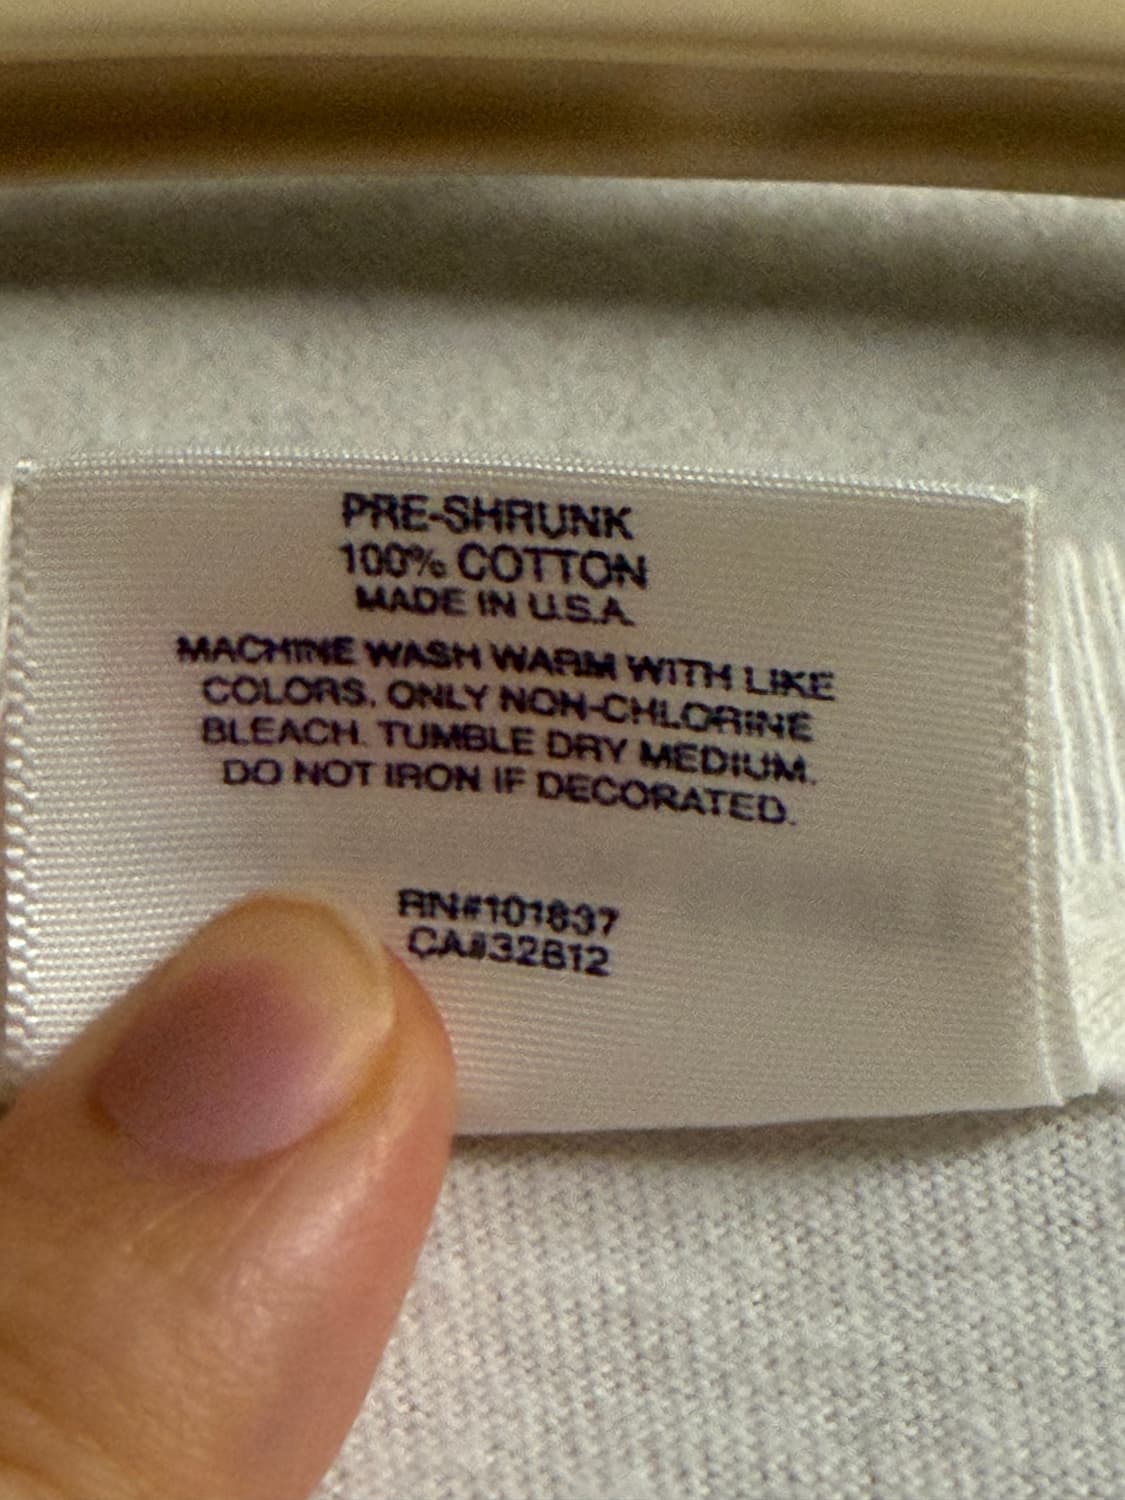 PRE-SHRUNK
100% COTTON
MADE IN U.S.A.
MACHINE WASH WARM WITH LIKE
COLORS. ONLY NON-CHLORINE
BLEACH. TUMBLE DRY MEDIUM.
DO NOT IRON IF DECORATED.
RN#101837
CA#32812